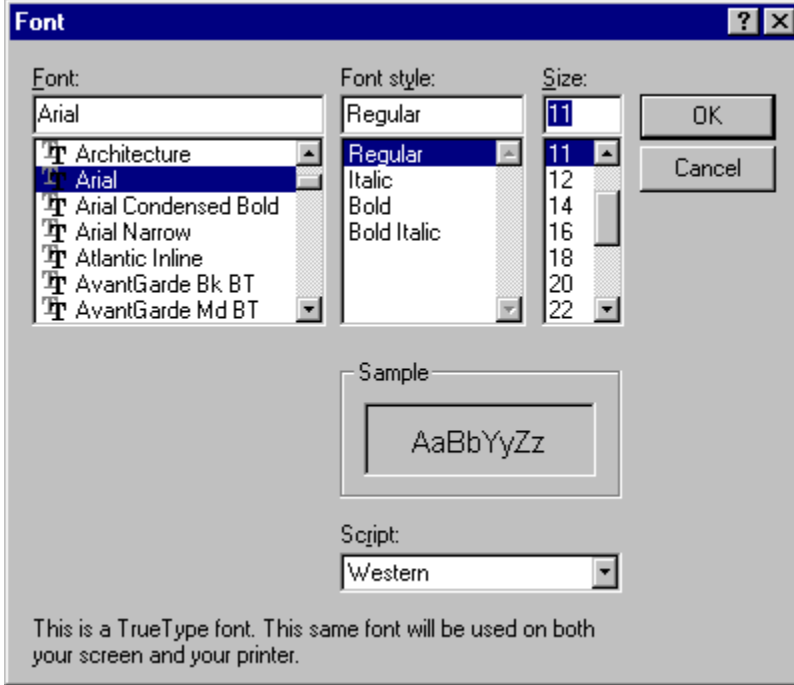 Font
Font:
Arial
Architecture
Arial
Arial Condensed Bold
Arial Narrow
Atlantic Inline
AvantGarde Bk BT
AvantGarde Md BT
Font style:
Regular
Regular
Italic
Bold
Bold Italic
Size:
11
11
12
14
16
18
20
22
OK
Cancel
Sample
AaBbYyZz
Script:
Western
This is a TrueType font. This same font will be used on both
your screen and your printer.